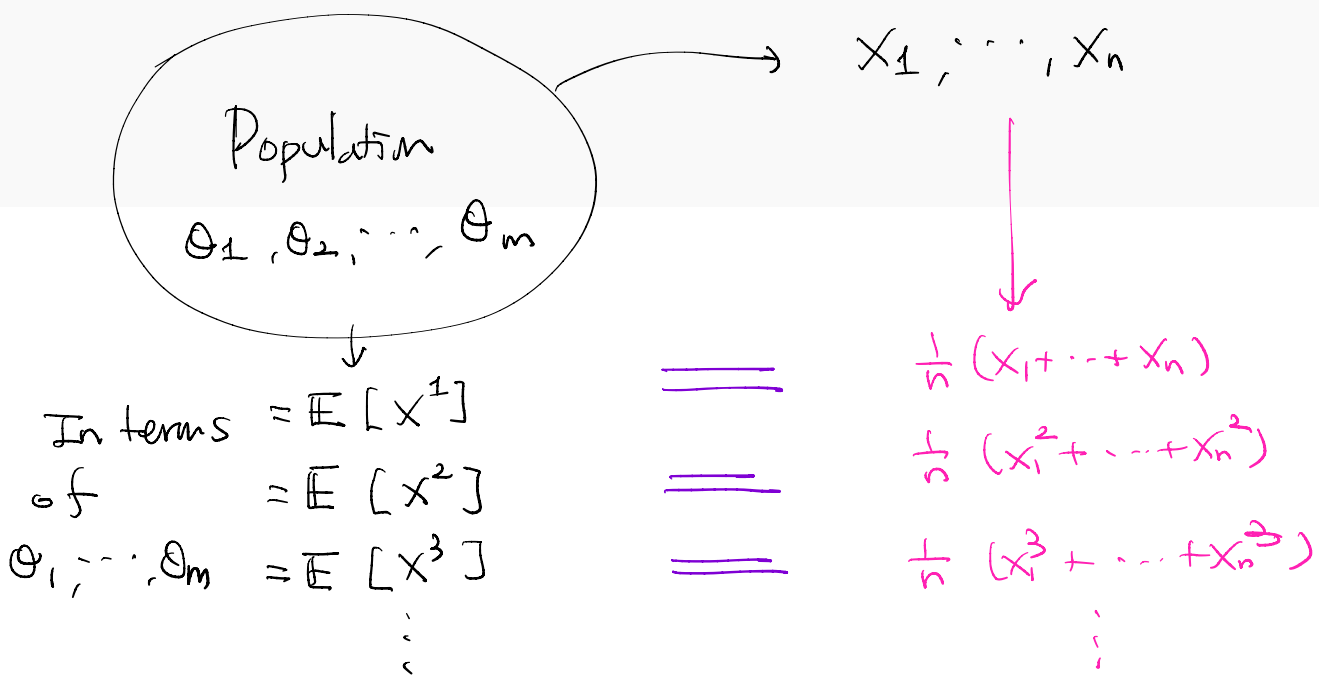 X1, ..., Xn
Population
θ1, θ2, ..., θm
1/n (X1 + ... + Xn)
In terms = E[X^1]
1/n (X1^2 + ... + Xn^2)
of = E[X^2]
1/n (X1^3 + ... + Xn^3)
θ1, ..., θm = E[X^3]
⋮ ⋮